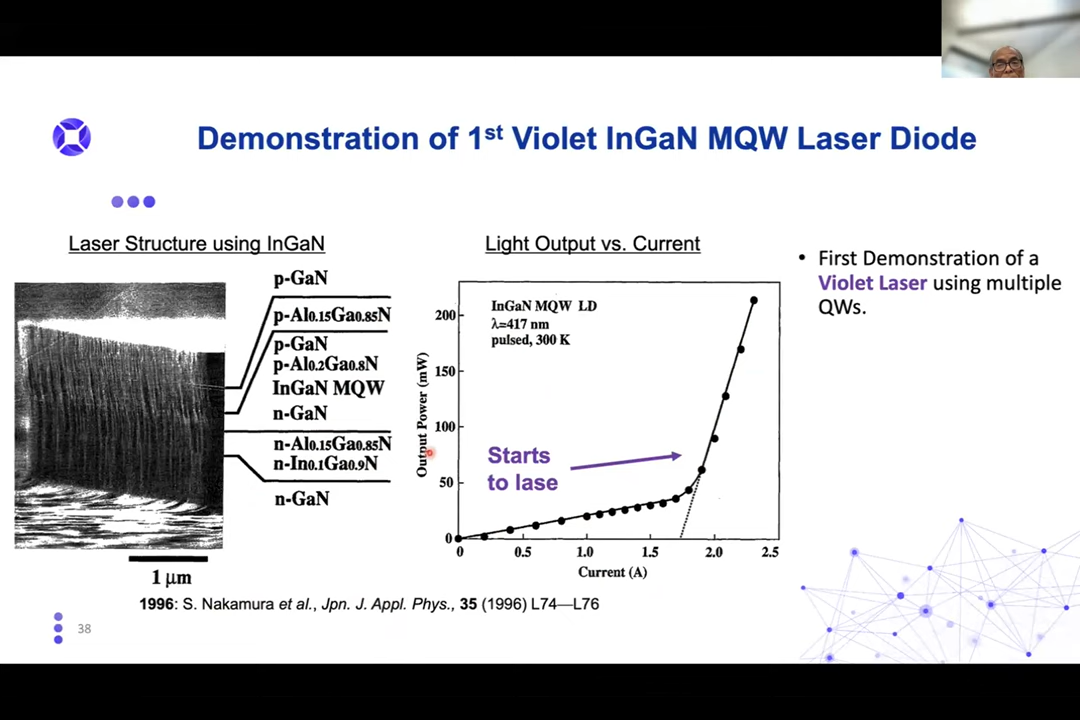 Demonstration of 1st Violet InGaN MQW Laser Diode
Laser Structure using InGaN
p-GaN
p-Al0.15Ga0.85N
p-GaN
p-Al0.2Ga0.8N
InGaN MQW
n-GaN
n-Al0.15Ga0.85N
n-In0.1Ga0.9N
n-GaN
1 μm
Light Output vs. Current
InGaN MQW LD
λ=417 nm
pulsed, 300 K
Output Power (mW)
200
150
100
50
0
Starts
to lase
0 0.5 1.0 1.5 2.0 2.5
Current (A)
• First Demonstration of a
Violet Laser using multiple
QWs.
1996: S. Nakamura et al., Jpn. J. Appl. Phys., 35 (1996) L74—L76
38